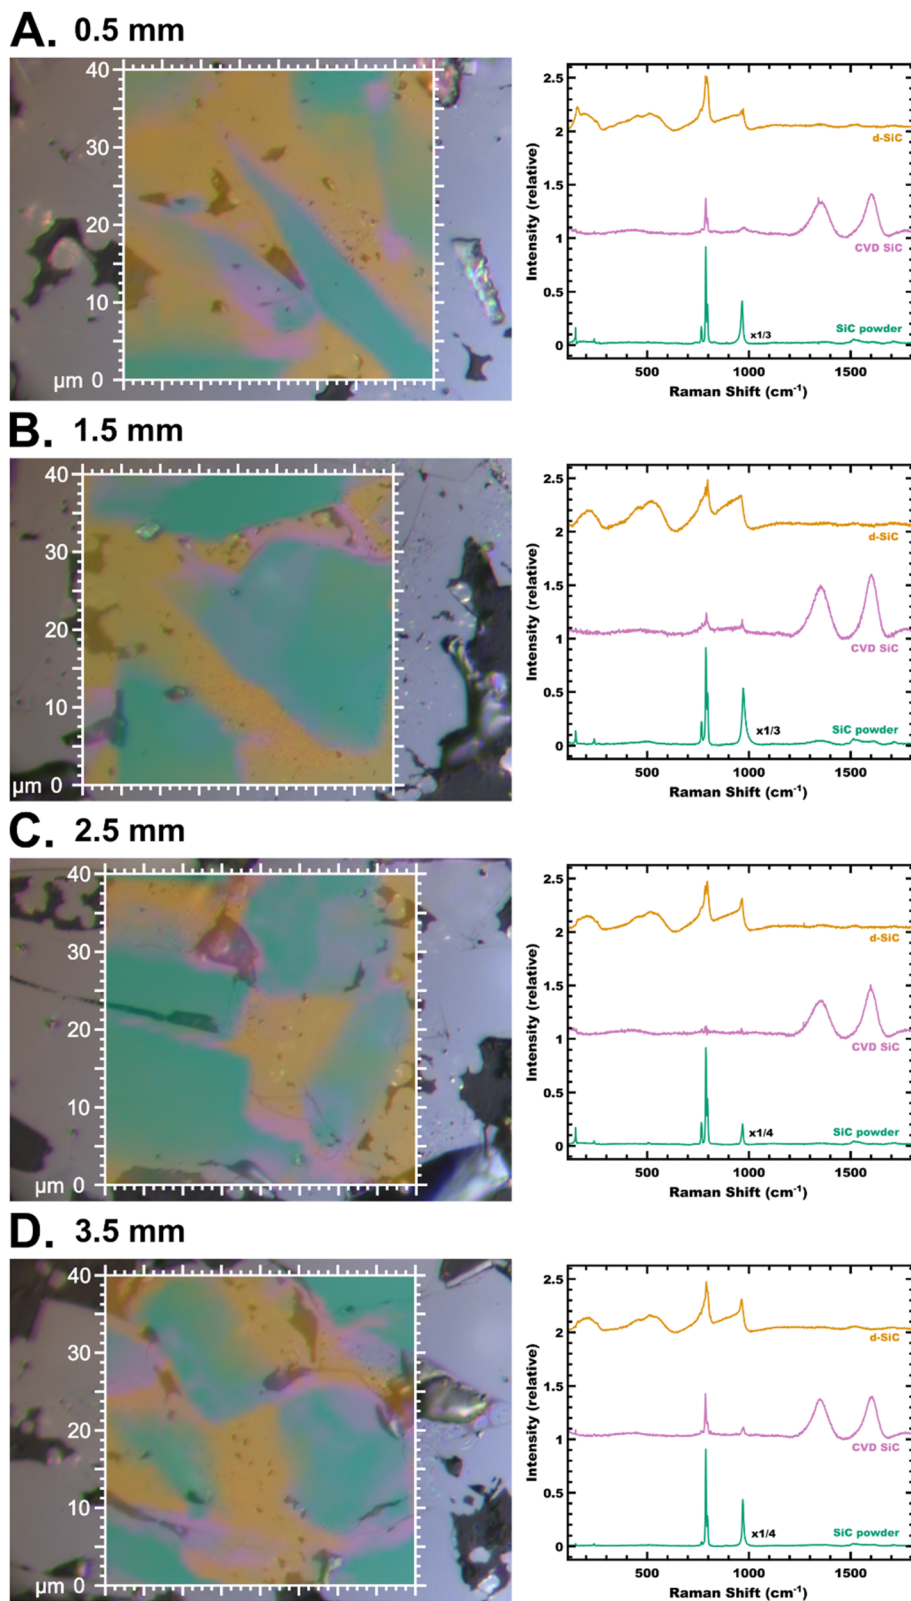 A. 0.5 mm
40
30
20
10
µm 0
2.5
2
1.5
1
0.5
0
Intensity (relative)
d-SiC
CVD SiC
x1/3
SiC powder
500 1000 1500
Raman Shift (cm⁻¹)
B. 1.5 mm
40
30
20
10
µm 0
2.5
2
1.5
1
0.5
0
Intensity (relative)
d-SiC
CVD SiC
x1/3
SiC powder
500 1000 1500
Raman Shift (cm⁻¹)
C. 2.5 mm
40
30
20
10
µm 0
2.5
2
1.5
1
0.5
0
Intensity (relative)
d-SiC
CVD SiC
x1/4
SiC powder
500 1000 1500
Raman Shift (cm⁻¹)
D. 3.5 mm
40
30
20
10
µm 0
2.5
2
1.5
1
0.5
0
Intensity (relative)
d-SiC
CVD SiC
x1/4
SiC powder
500 1000 1500
Raman Shift (cm⁻¹)